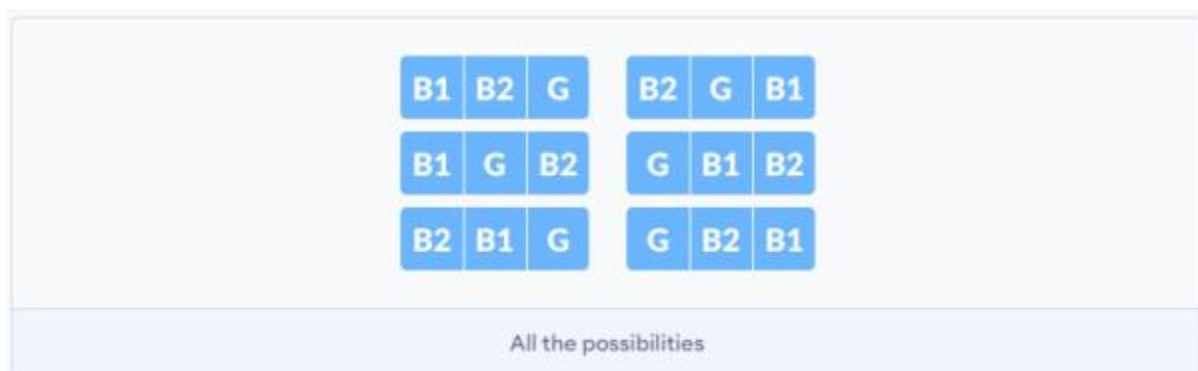 B1 B2 G B2 G B1
B1 G B2 G B1 B2
B2 B1 G G B2 B1
All the possibilities